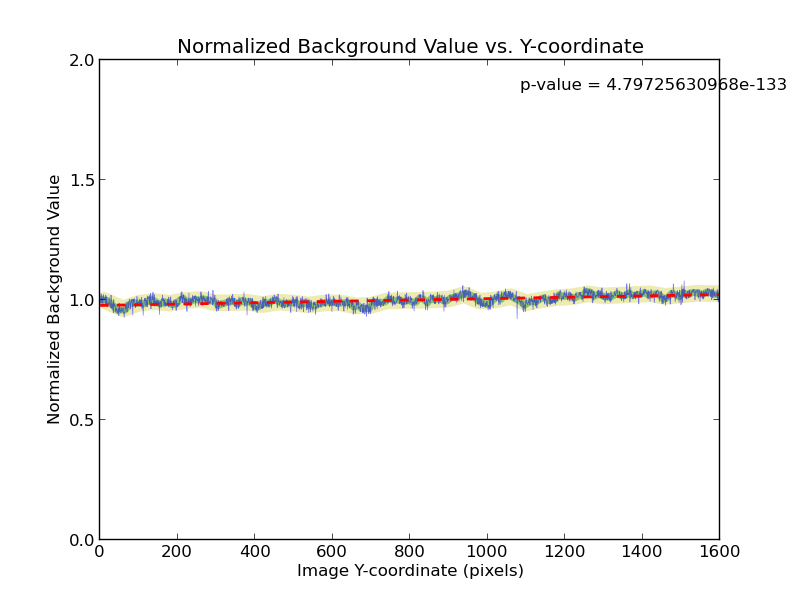 Normalized Background Value vs. Y-coordinate
p-value = 4.79725630968e-133
2.0
1.5
1.0
0.5
0.0
Normalized Background Value
0 200 400 600 800 1000 1200 1400 1600
Image Y-coordinate (pixels)